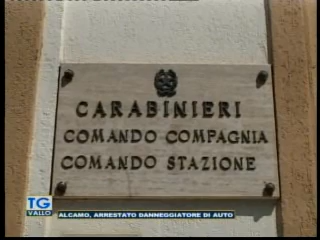 CARABINIERI
COMANDO COMPAGNIA
COMANDO STAZIONE
TG
VALLO
ALCAMO, ARRESTATO DANNEGGIATORE DI AUTO